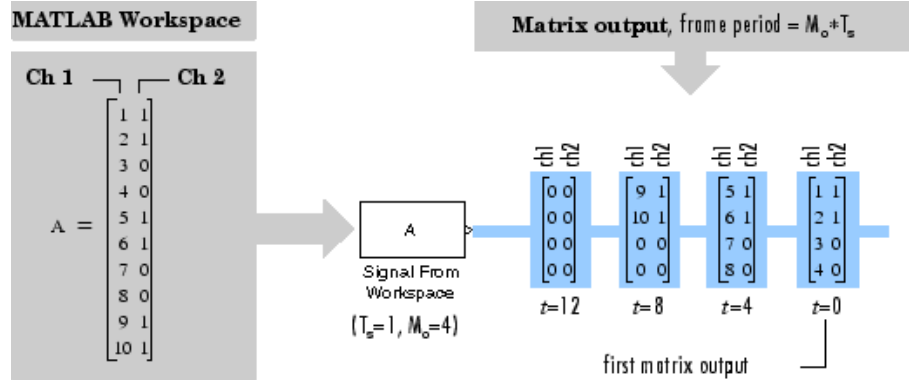 MATLAB Workspace
Matrix output, frame period = Mo*Ts
Ch 1 Ch 2
A =
1 1
2 1
3 0
4 0
5 1
6 1
7 0
8 0
9 1
10 1
A
Signal From
Workspace
(Ts=1, Mo=4)
ch1 ch2 ch1 ch2 ch1 ch2 ch1 ch2
0 0 9 1 5 1 1 1
0 0 10 1 6 1 2 1
0 0 0 0 7 0 3 0
0 0 0 0 8 0 4 0
t=12 t=8 t=4 t=0
first matrix output